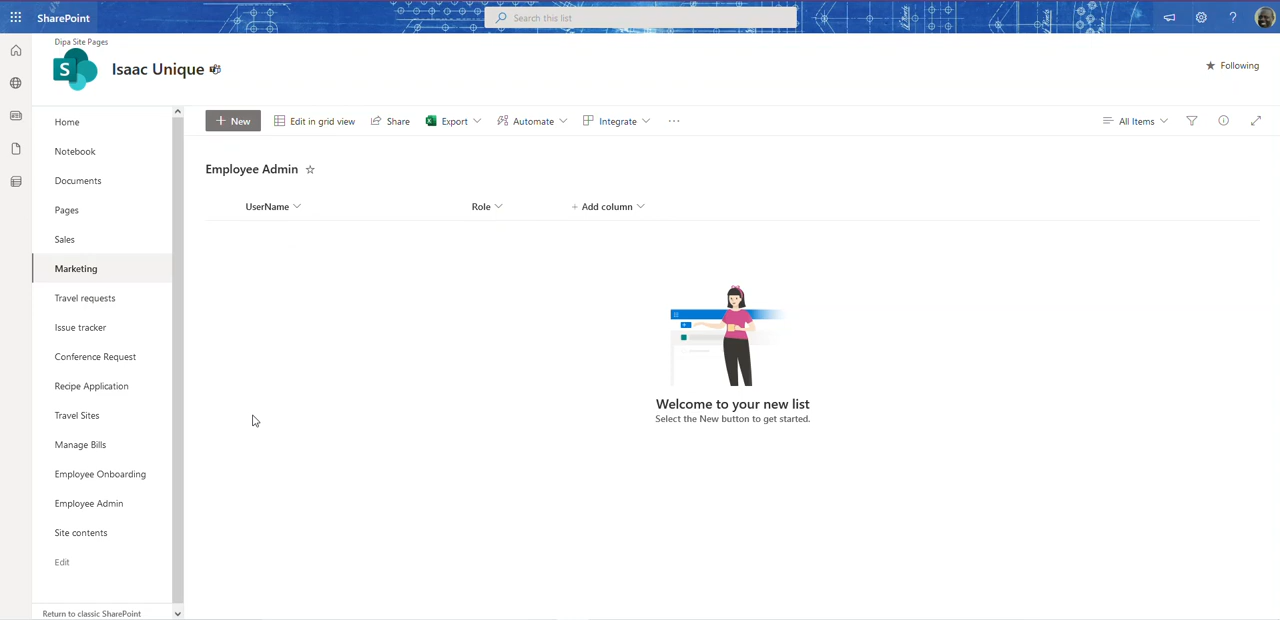 SharePoint
Search this list
?
Dipa Site Pages
S
Isaac Unique
Following
Home
Notebook
Documents
Pages
Sales
Marketing
Travel requests
Issue tracker
Conference Request
Recipe Application
Travel Sites
Manage Bills
Employee Onboarding
Employee Admin
Site contents
Edit
Return to classic SharePoint
+ New
Edit in grid view
Share
Export
Automate
Integrate
···
All Items
Employee Admin
UserName
Role
+ Add column
Welcome to your new list
Select the New button to get started.